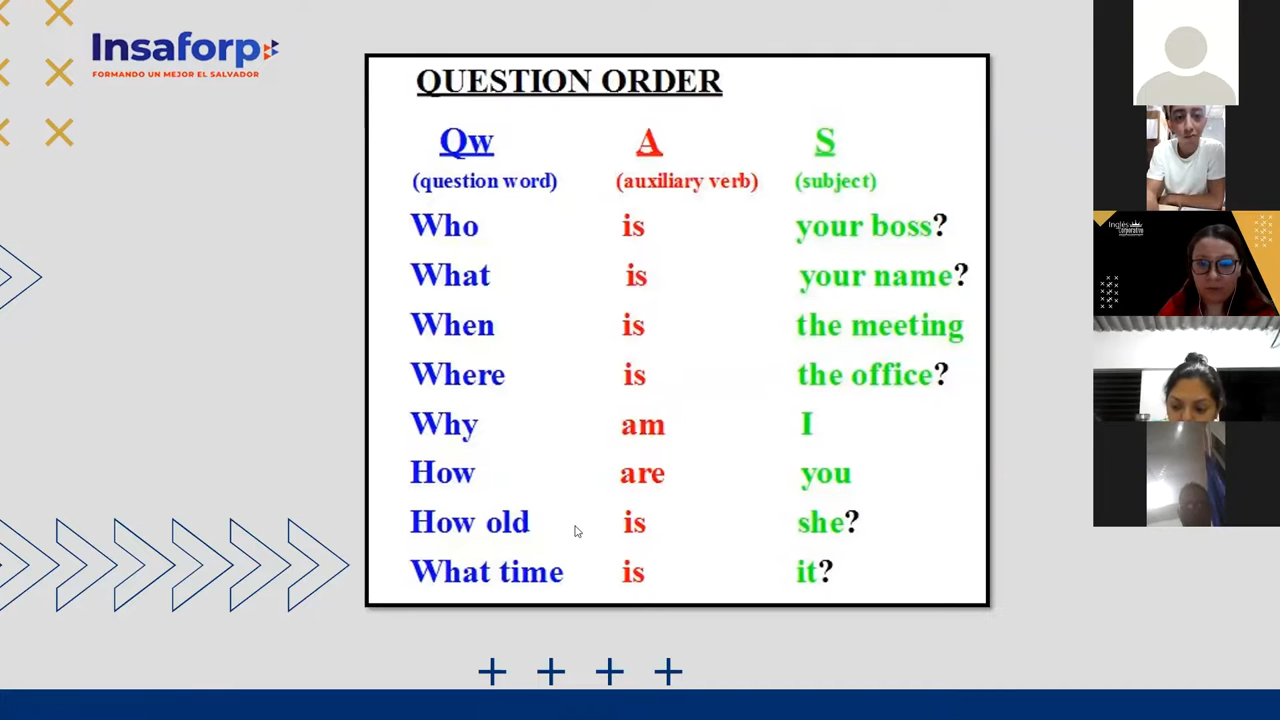 Insaforp
FORMANDO UN MEJOR EL SALVADOR
QUESTION ORDER
Qw A S
(question word) (auxiliary verb) (subject)
Who is your boss?
What is your name?
When is the meeting
Where is the office?
Why am I
How are you
How old is she?
What time is it?
Inglés
Corporativo